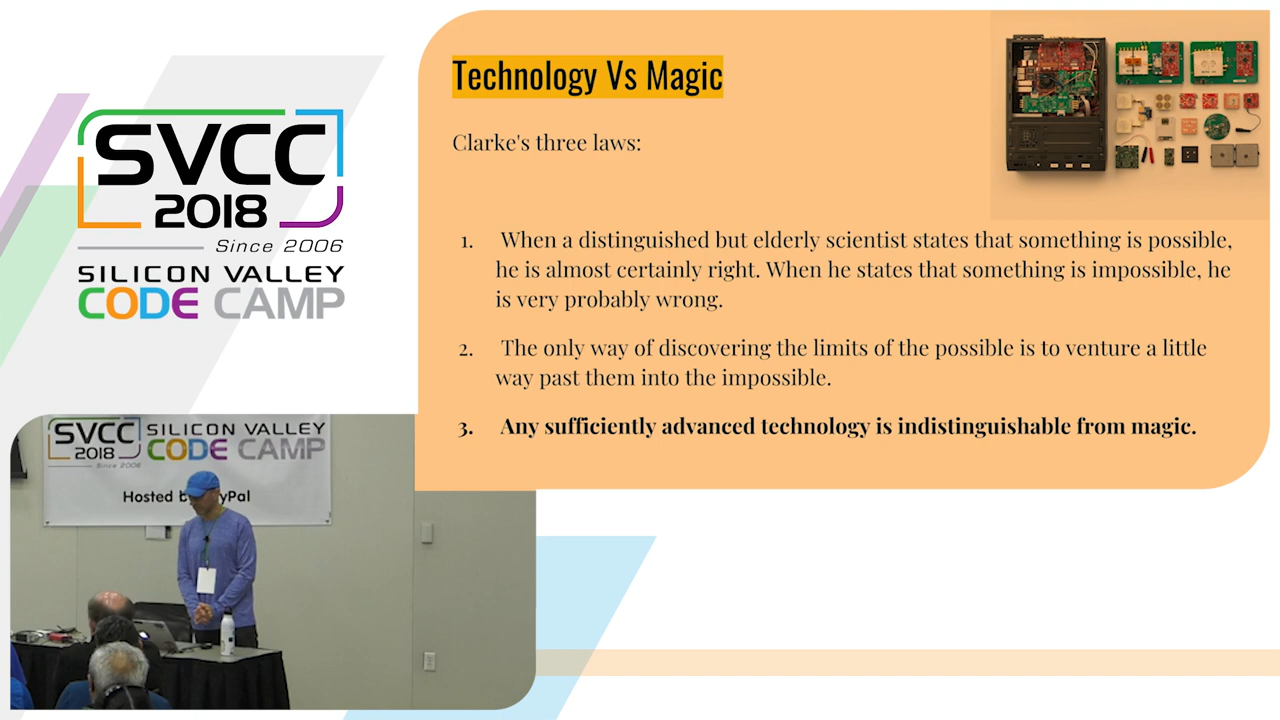 SVCC
2018
Since 2006
SILICON VALLEY
CODE CAMP
Technology Vs Magic
Clarke's three laws:
1. When a distinguished but elderly scientist states that something is possible,
he is almost certainly right. When he states that something is impossible, he
is very probably wrong.
2. The only way of discovering the limits of the possible is to venture a little
way past them into the impossible.
3. Any sufficiently advanced technology is indistinguishable from magic.
SVCC
2018
Since 2006
SILICON VALLEY
CODE CAMP
Hosted b yPal